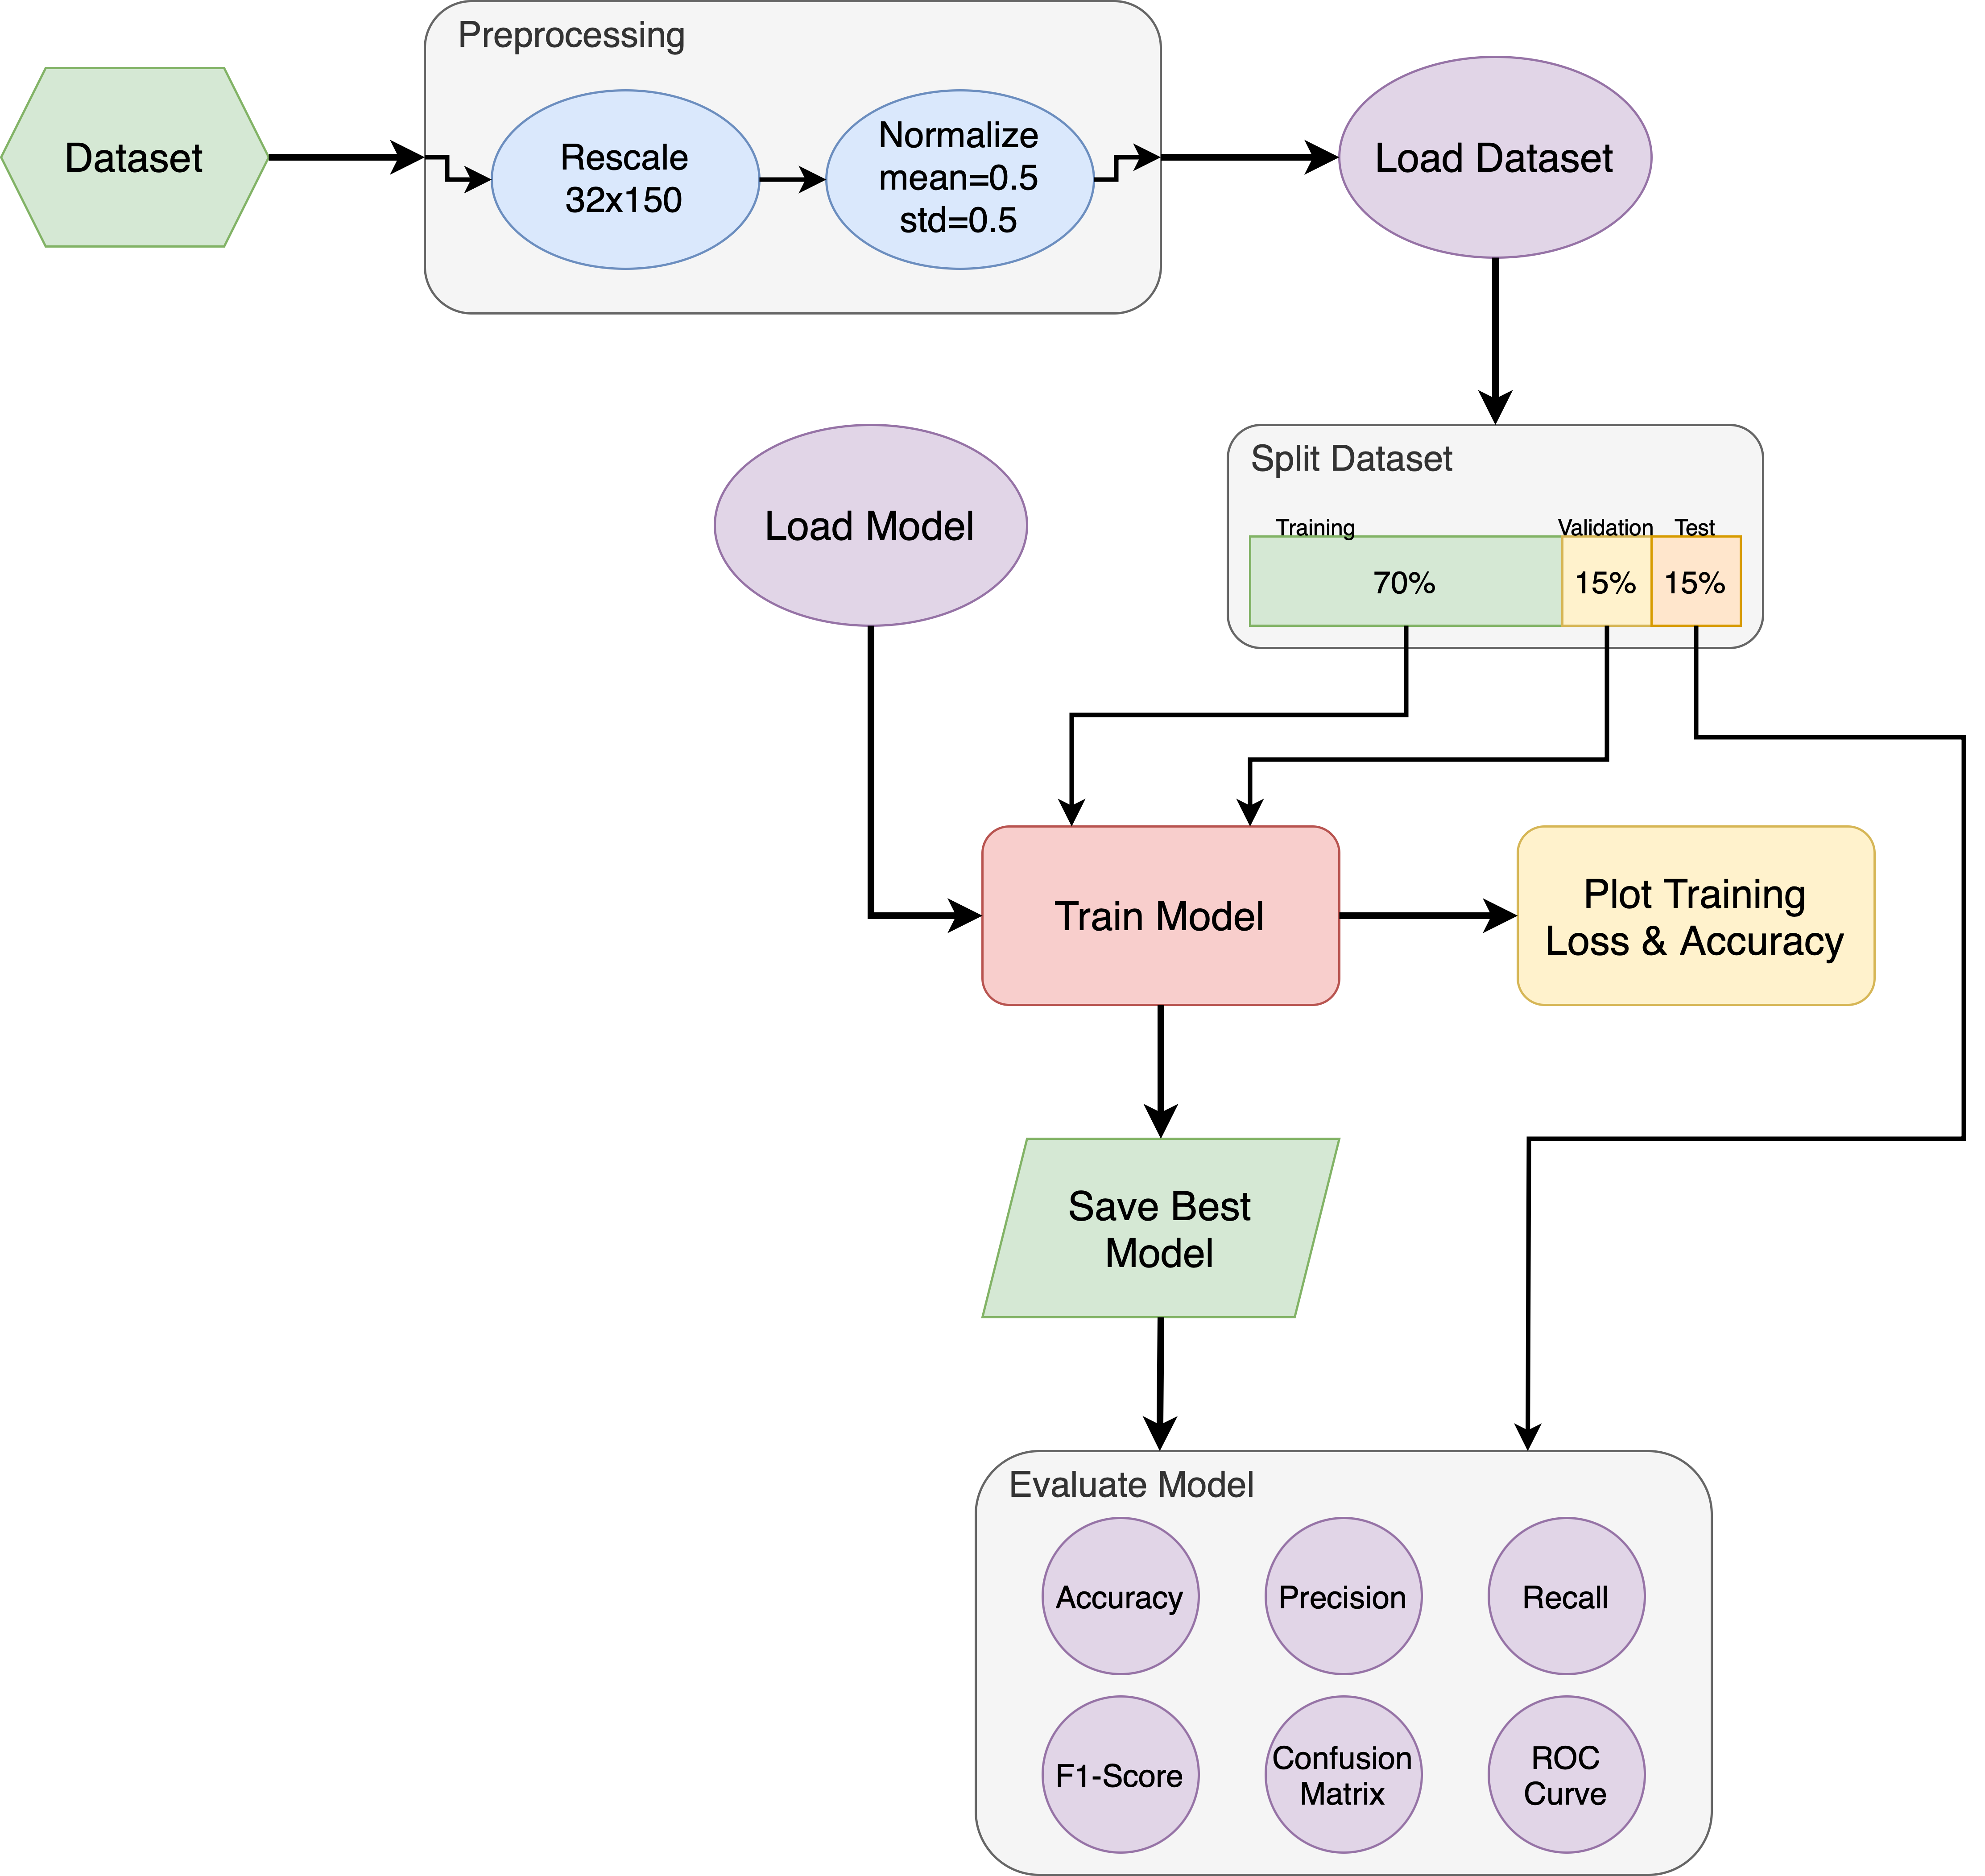 Preprocessing
Dataset
Rescale
32x150
Normalize
mean=0.5
std=0.5
Load Dataset
Load Model
Split Dataset
Training
Validation
Test
70%
15%
15%
Train Model
Plot Training
Loss & Accuracy
Save Best
Model
Evaluate Model
Accuracy
Precision
Recall
F1-Score
Confusion
Matrix
ROC
Curve